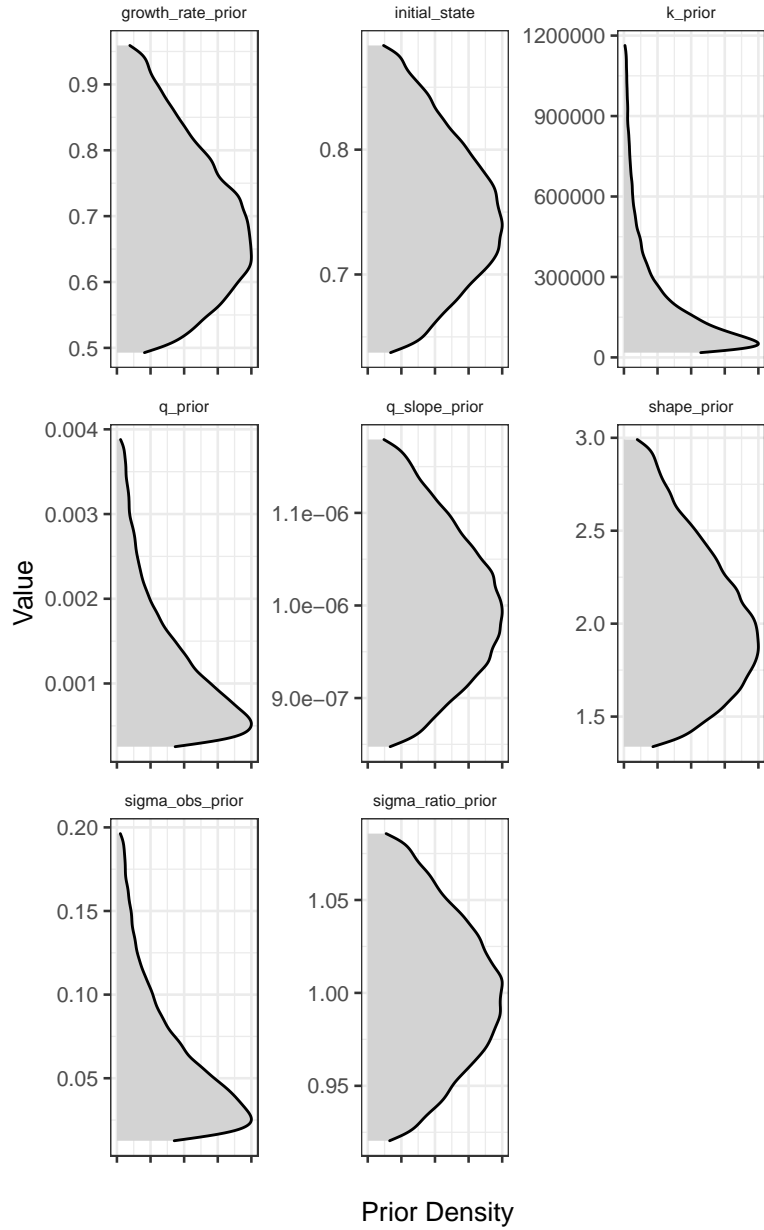 growth_rate_prior
0.9
0.8
0.7
0.6
0.5
initial_state
0.8
0.7
k_prior
1200000
900000
600000
300000
0
q_prior
0.004
0.003
0.002
0.001
q_slope_prior
1.1e−06
1.0e−06
9.0e−07
shape_prior
3.0
2.5
2.0
1.5
sigma_obs_prior
0.20
0.15
0.10
0.05
sigma_ratio_prior
1.05
1.00
0.95
Value
Prior Density